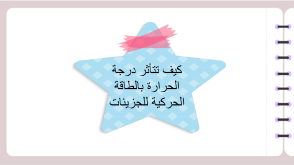 كيف تتأثر درجة
الحرارة بالطاقة
الحركية للجزيئات